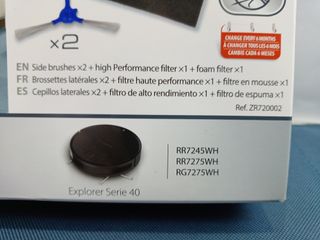 ×2
CHANGE EVERY 6 MONTHS
À CHANGER TOUS LES 6 MOIS
CAMBIE CADA 6 MESES
EN Side brushes ×2 + high Performance filter ×1 + foam filter ×1
FR Brossettes latérales ×2 + filtre haute performance ×1 + filtre en mousse ×1
ES Cepillos laterales ×2 + filtro de alto rendimiento ×1 + filtro de espuma ×1
Ref. ZR720002
RR7245WH
RR7275WH
RG7275WH
Explorer Serie 40